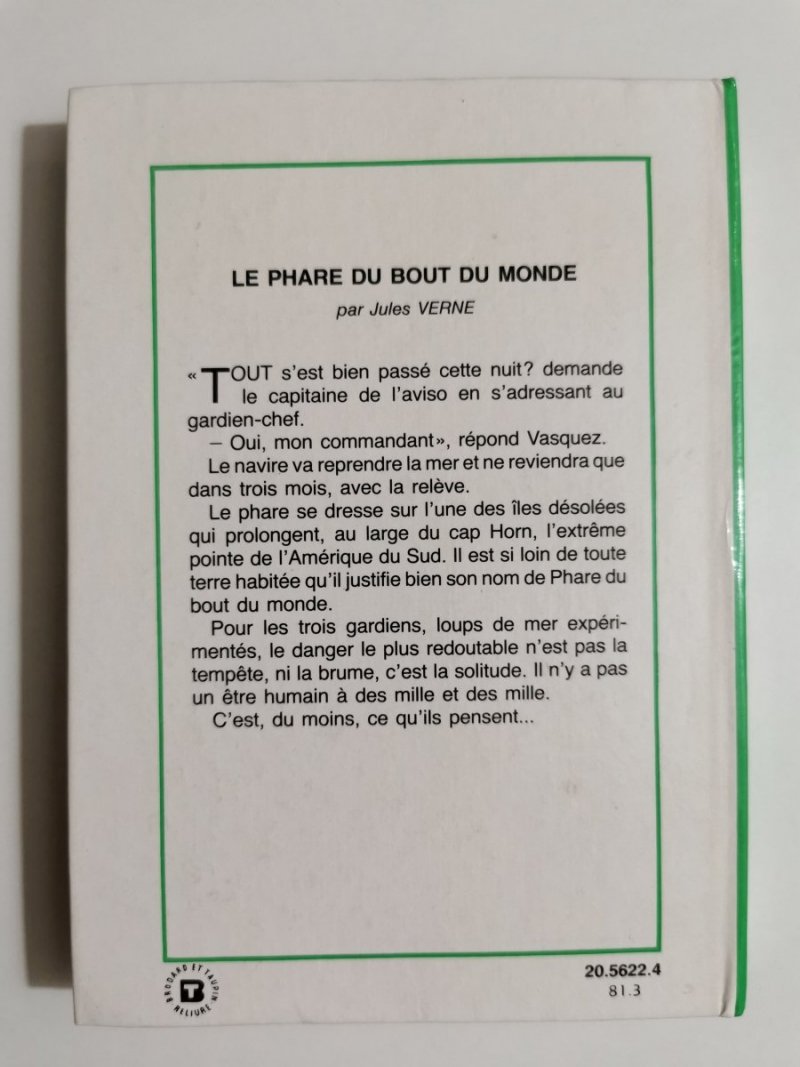 LE PHARE DU BOUT DU MONDE
par Jules VERNE
« TOUT s'est bien passé cette nuit? demande
le capitaine de l'aviso en s'adressant au
gardien-chef.
– Oui, mon commandant», répond Vasquez.
Le navire va reprendre la mer et ne reviendra que
dans trois mois, avec la relève.
Le phare se dresse sur l'une des îles désolées
qui prolongent, au large du cap Horn, l'extrême
pointe de l'Amérique du Sud. Il est si loin de toute
terre habitée qu'il justifie bien son nom de Phare du
bout du monde.
Pour les trois gardiens, loups de mer expéri-
mentés, le danger le plus redoutable n'est pas la
tempête, ni la brume, c'est la solitude. Il n'y a pas
un être humain à des mille et des mille.
C'est, du moins, ce qu'ils pensent...
BRODARD ET TAUPIN
RELIURE
20.5622.4
81.3